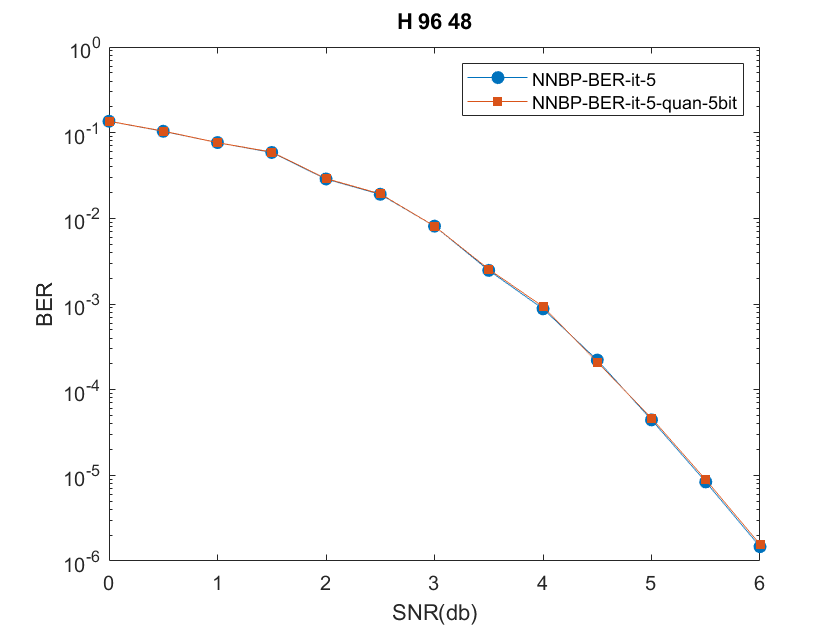 H 96 48
NNBP-BER-it-5
NNBP-BER-it-5-quan-5bit
10^0
10^-1
10^-2
10^-3
10^-4
10^-5
10^-6
BER
0 1 2 3 4 5 6
SNR(db)